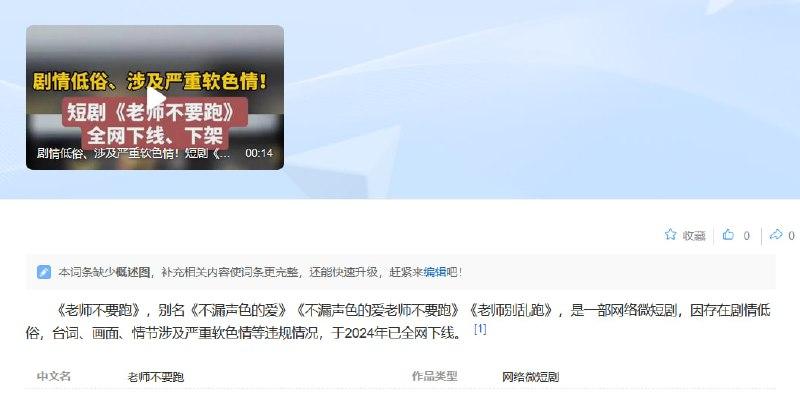 剧情低俗、涉及严重软色情！
短剧《老师不要跑》
全网下线、下架
剧情低俗、涉及严重软色情！短剧《... 00:14
收藏 0 0
本词条缺少概述图，补充相关内容使词条更完整，还能快速升级，赶紧来编辑吧！
《老师不要跑》，别名《不漏声色的爱》《不漏声色的爱老师不要跑》《老师别乱跑》，是一部网络微短剧，因存在剧情低
俗，台词、画面、情节涉及严重软色情等违规情况，于2024年已全网下线。 [1]
中文名 老师不要跑 作品类型 网络微短剧